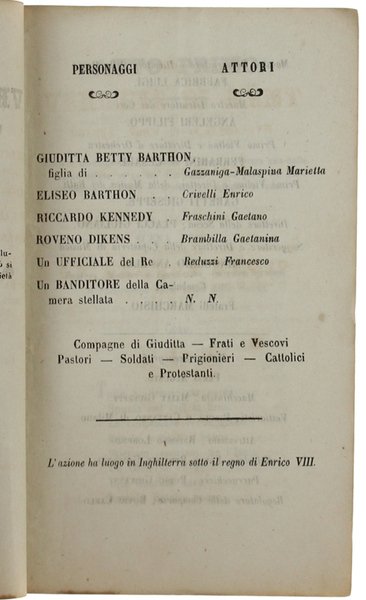 PERSONAGGI ATTORI
GIUDITTA BETTY BARTHON,
figlia di . . . . . . Gazzaniga-Malaspina Marietta
ELISEO BARTHON . . Crivelli Enrico
RICCARDO KENNEDY . Fraschini Gaetano
ROVENO DIKENS . . . Brambilla Gaetanina
Un UFFICIALE del Re . Reduzzi Francesco
Un BANDITORE della Ca-
mera stellata . . . . . N. N.
Compagne di Giuditta — Frati e Vescovi
Pastori — Soldati — Prigionieri — Cattolici
e Protestanti.
L'azione ha luogo in Inghilterra sotto il regno di Enrico VIII.